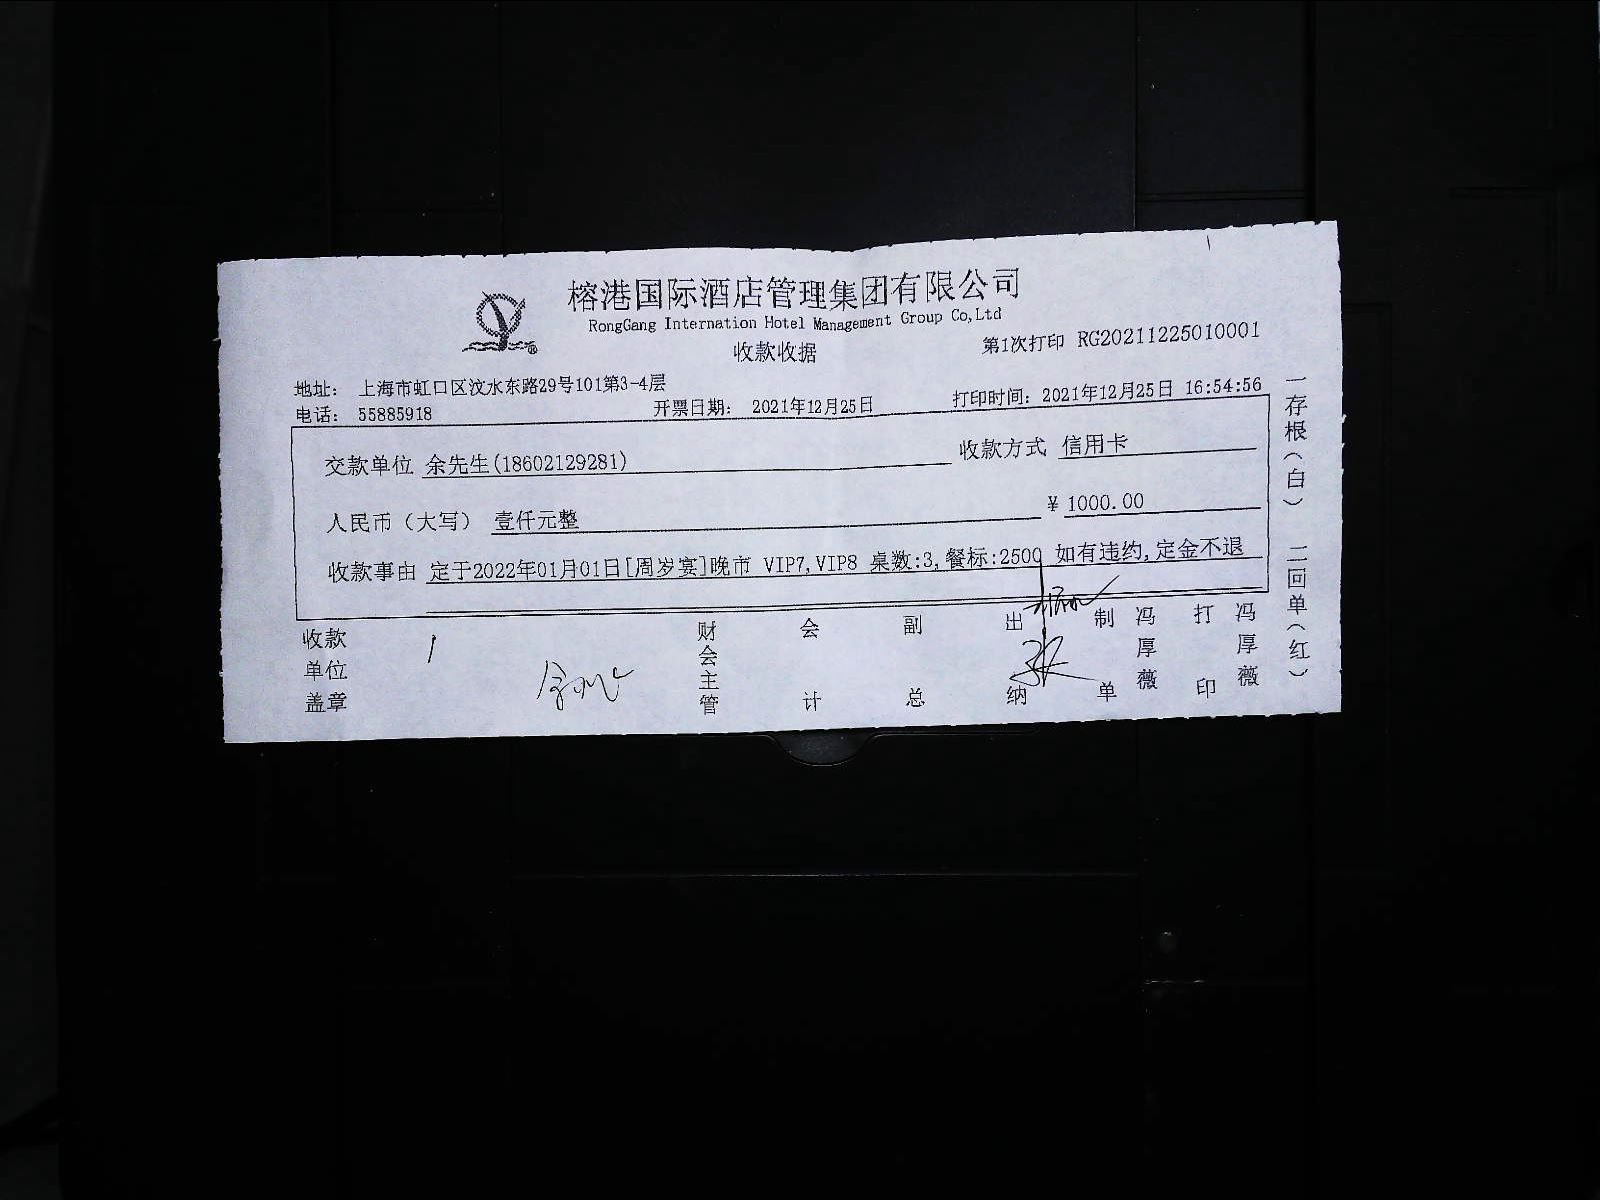 榕港国际酒店管理集团有限公司
RongGang Internation Hotel Management Group Co,Ltd
收款收据
第1次打印 RG20211225010001
地址： 上海市虹口区汶水东路29号101第3-4层
电话： 55885918 开票日期： 2021年12月25日 打印时间：2021年12月25日 16:54:56
交款单位 余先生(18602129281) 收款方式 信用卡
人民币（大写） 壹仟元整 ¥ 1000.00
收款事由 定于2022年01月01日[周岁宴]晚市 VIP7,VIP8 桌数:3,餐标:2500 如有违约,定金不退
收款单位盖章 财会主管 会计 副总 出纳 制单 冯厚薇 打印 冯厚薇
一存根（白） 二回单（红）